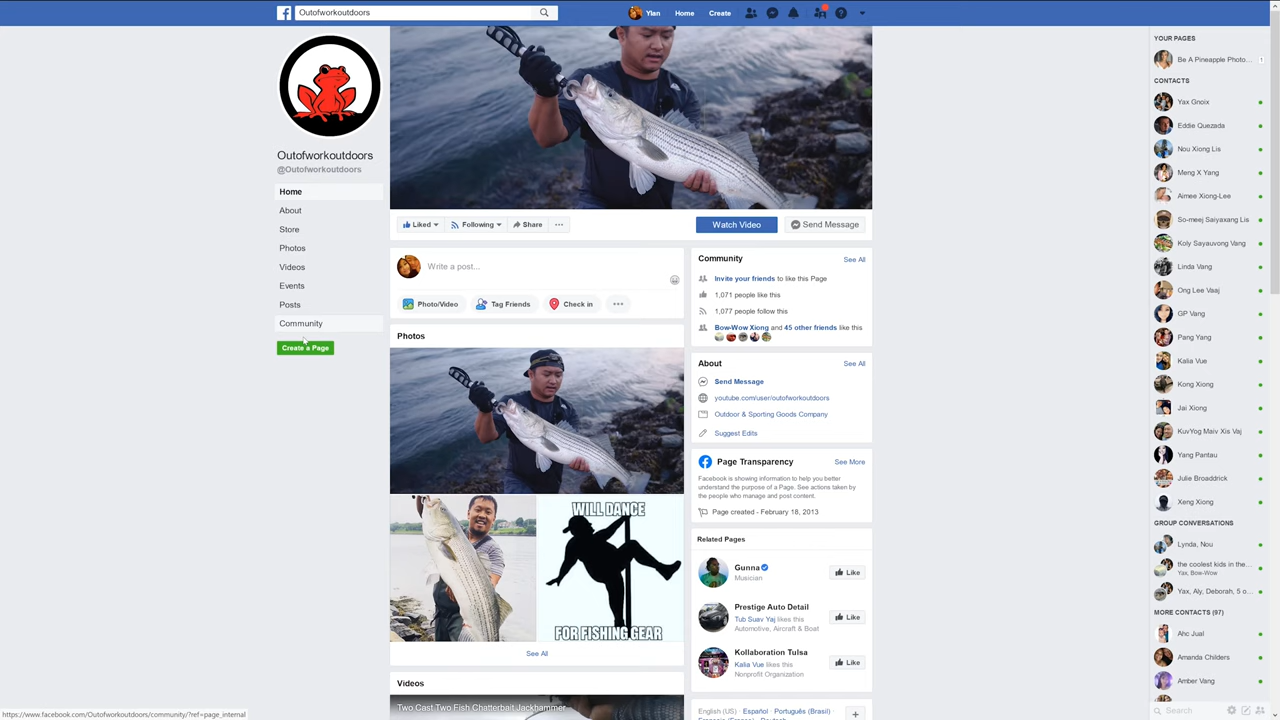 Outofworkoutdoors
Ylan
Home
Create
Outofworkoutdoors
@Outofworkoutdoors
Home
About
Store
Photos
Videos
Events
Posts
Community
Create a Page
Liked
Following
Share
Watch Video
Send Message
Write a post...
Photo/Video
Tag Friends
Check in
Photos
WILL DANCE
FOR FISHING GEAR
See All
Videos
Two Cast Two Fish Chatterbait Jackhammer
Community
See All
Invite your friends to like this Page
1,071 people like this
1,077 people follow this
Bow-Wow Xiong and 45 other friends like this
About
See All
Send Message
youtube.com/user/outofworkoutdoors
Outdoor & Sporting Goods Company
Suggest Edits
Page Transparency
See More
Facebook is showing information to help you better
understand the purpose of a Page. See actions taken by
the people who manage and post content.
Page created - February 18, 2013
Related Pages
Gunna
Musician
Like
Prestige Auto Detail
Tub Suav Yaj likes this
Automotive, Aircraft & Boat
Like
Kollaboration Tulsa
Kalia Vue likes this
Nonprofit Organization
Like
English (US) · Español · Português (Brasil) ·
YOUR PAGES
Be A Pineapple Photo... 1
CONTACTS
Yax Gnoix
Eddie Quezada
Nou Xiong Lis
Meng X Yang
Aimee Xiong-Lee
So-meej Saiyaxang Lis
Koly Sayauvong Vang
Linda Vang
Ong Lee Vaaj
GP Vang
Pang Yang
Kalia Vue
Kong Xiong
Jai Xiong
KuvYog Maiv Xis Vaj
Yang Pantau
Julie Broaddrick
Xeng Xiong
GROUP CONVERSATIONS
Lynda, Nou
the coolest kids in the...
Yax, Bow-Wow
Yax, Aly, Deborah, 5 o...
MORE CONTACTS (97)
Ahc Jual
Amanda Childers
Amber Vang
Search
https://www.facebook.com/Outofworkoutdoors/community/?ref=page_internal